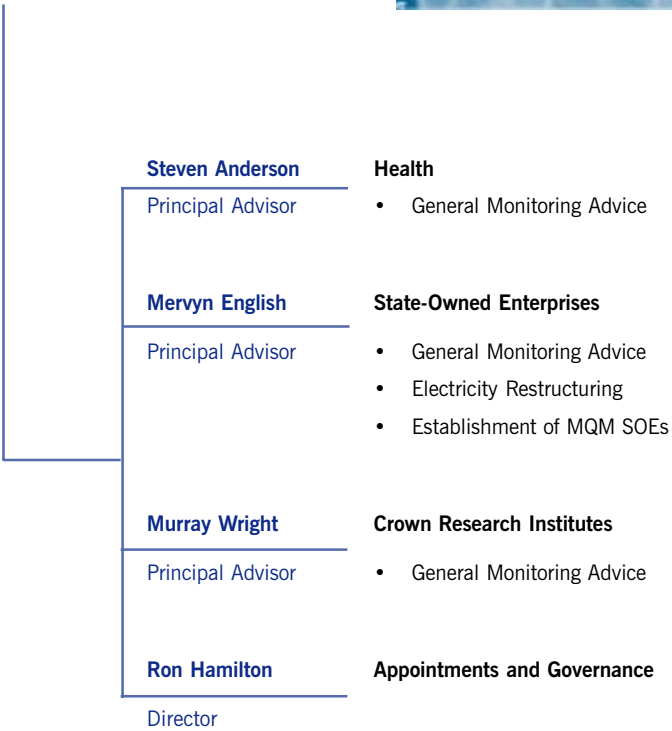 Steven Anderson Health
Principal Advisor • General Monitoring Advice
Mervyn English State-Owned Enterprises
Principal Advisor • General Monitoring Advice
• Electricity Restructuring
• Establishment of MQM SOEs
Murray Wright Crown Research Institutes
Principal Advisor • General Monitoring Advice
Ron Hamilton Appointments and Governance
Director